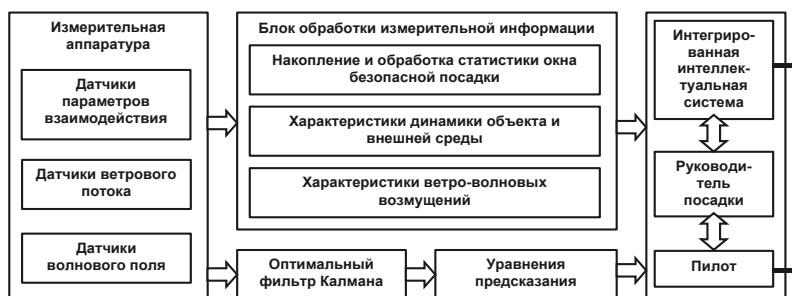 Измерительная
аппаратура
Датчики
параметров
взаимодействия
Датчики ветрового
потока
Датчики
волнового поля
Блок обработки измерительной информации
Накопление и обработка статистики окна
безопасной посадки
Характеристики динамики объекта и
внешней среды
Характеристики ветро-волновых
возмущений
Оптимальный
фильтр Калмана
Уравнения
предсказания
Интегриро-
ванная
интеллек-
туальная
система
Руководи-
тель
посадки
Пилот